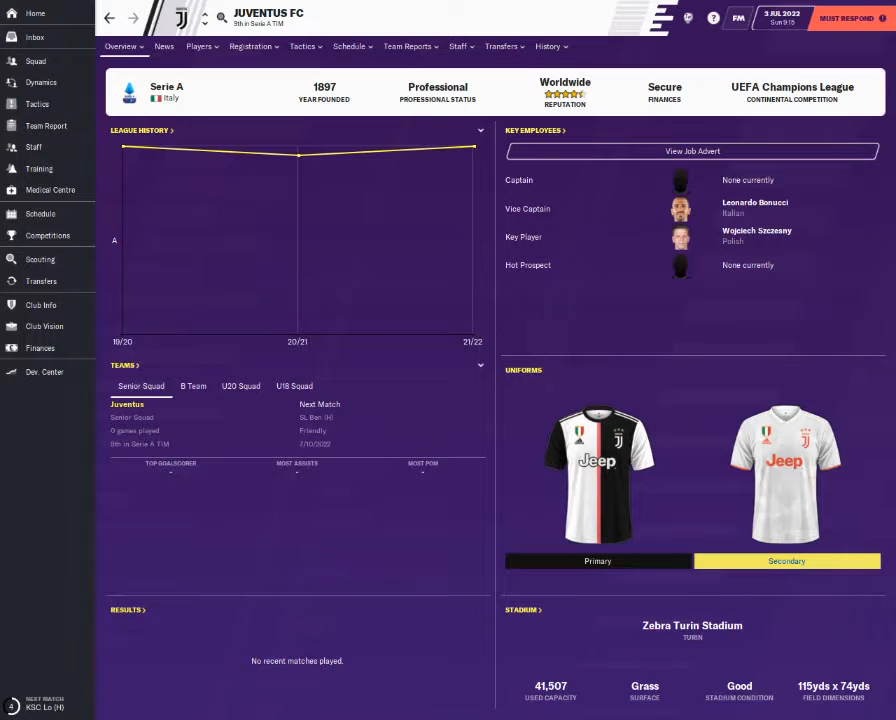 Home
Inbox
Squad
Dynamics
Tactics
Team Report
Staff
Training
Medical Centre
Schedule
Competitions
Scouting
Transfers
Club Info
Club Vision
Finances
Dev. Center
4
NEXT MATCH
KSC Lo (H)
JUVENTUS FC
9th in Serie A TIM
?
FM
3 JUL 2022
Sun 9:15
MUST RESPOND
Overview News Players Registration Tactics Schedule Team Reports Staff Transfers History
Serie A
Italy
1897
YEAR FOUNDED
Professional
PROFESSIONAL STATUS
Worldwide
REPUTATION
Secure
FINANCES
UEFA Champions League
CONTINENTAL COMPETITION
LEAGUE HISTORY >
A
19/20 20/21 21/22
TEAMS >
Senior Squad B Team U20 Squad U18 Squad
Juventus
Senior Squad
0 games played
9th in Serie A TIM
Next Match
SL Ben (H)
Friendly
7/10/2022
TOP GOALSCORER
-
MOST ASSISTS
-
MOST POM
-
RESULTS >
No recent matches played.
KEY EMPLOYEES >
View Job Advert
Captain
None currently
Vice Captain
Leonardo Bonucci
Italian
Key Player
Wojciech Szczesny
Polish
Hot Prospect
None currently
UNIFORMS
Jeep
Jeep
Primary
Secondary
STADIUM >
Zebra Turin Stadium
TURIN
41,507
USED CAPACITY
Grass
SURFACE
Good
STADIUM CONDITION
115yds x 74yds
FIELD DIMENSIONS